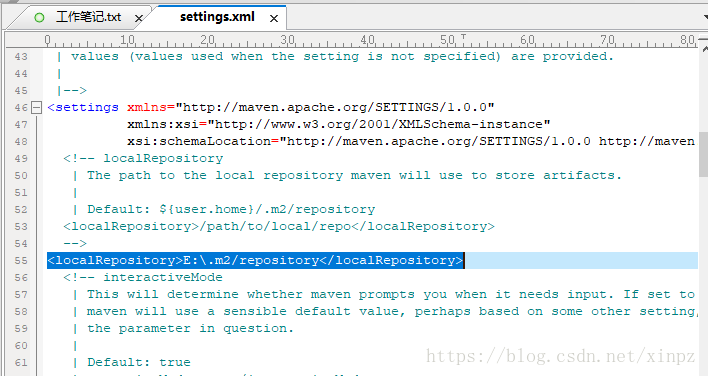 工作笔记.txt
settings.xml
0 10 20 30 40 50 60 70 80
43 | values (values used when the setting is not specified) are provided.
44 |
45 |-->
46 <settings xmlns="http://maven.apache.org/SETTINGS/1.0.0"
47 xmlns:xsi="http://www.w3.org/2001/XMLSchema-instance"
48 xsi:schemaLocation="http://maven.apache.org/SETTINGS/1.0.0 http://maven
49 <!-- localRepository
50 | The path to the local repository maven will use to store artifacts.
51 |
52 | Default: ${user.home}/.m2/repository
53 <localRepository>/path/to/local/repo</localRepository>
54 -->
55 <localRepository>E:\.m2/repository</localRepository>
56 <!-- interactiveMode
57 | This will determine whether maven prompts you when it needs input. If set to
58 | maven will use a sensible default value, perhaps based on some other setting,
59 | the parameter in question.
60 |
61 | Default: true
https://blog.csdn.net/xinpz